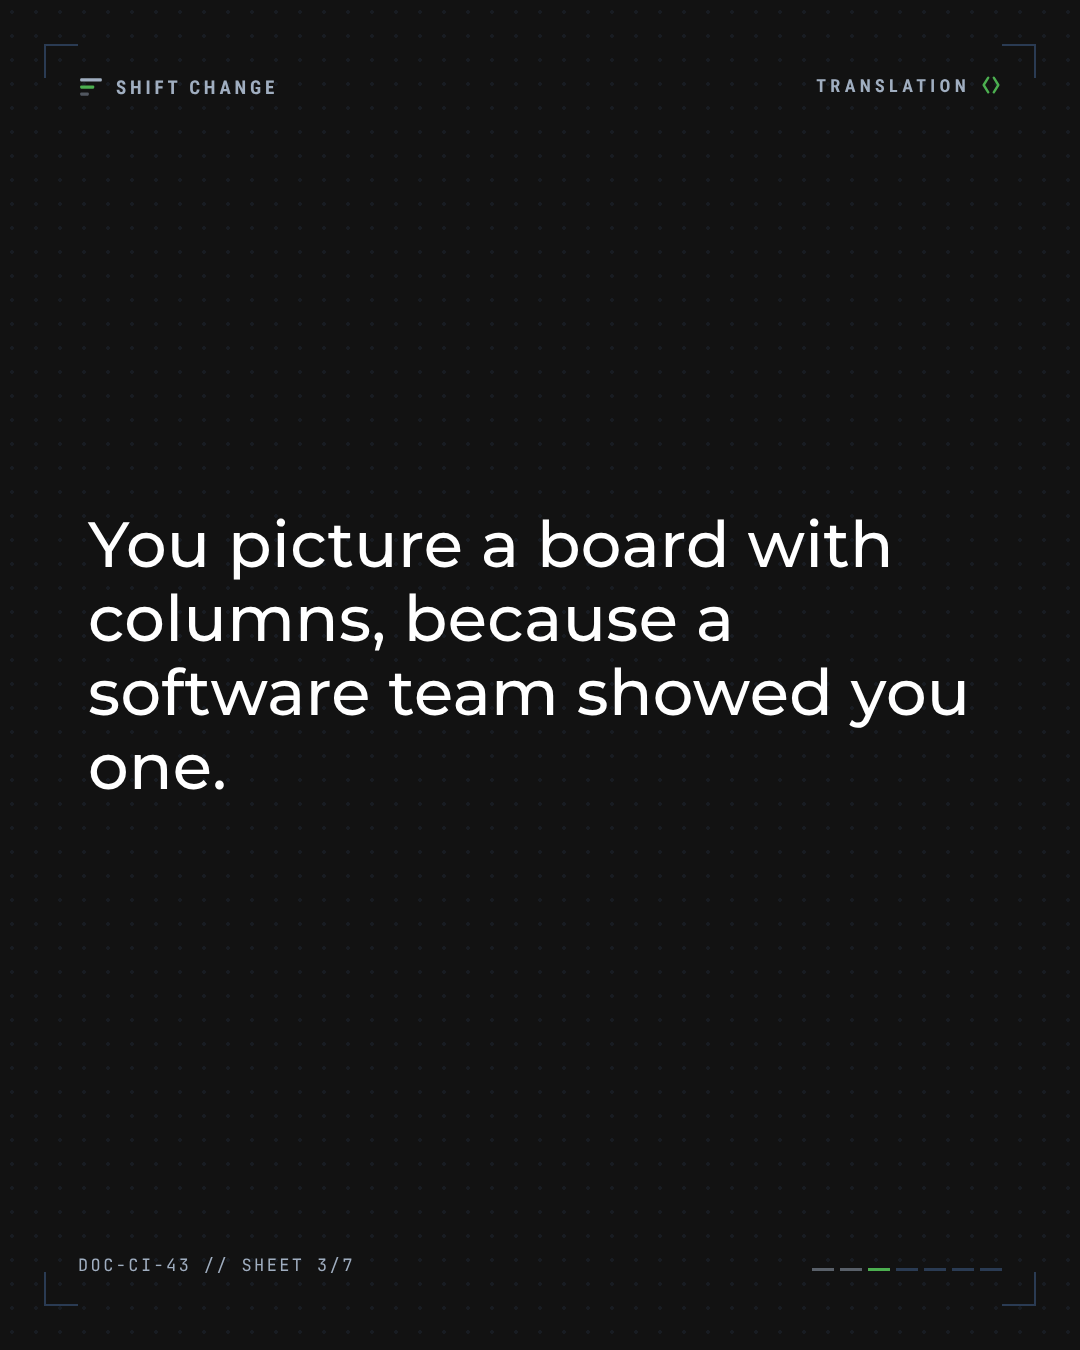 SHIFT CHANGE
TRANSLATION
You picture a board with
columns, because a
software team showed you
one.
DOC-CI-43 // SHEET 3/7